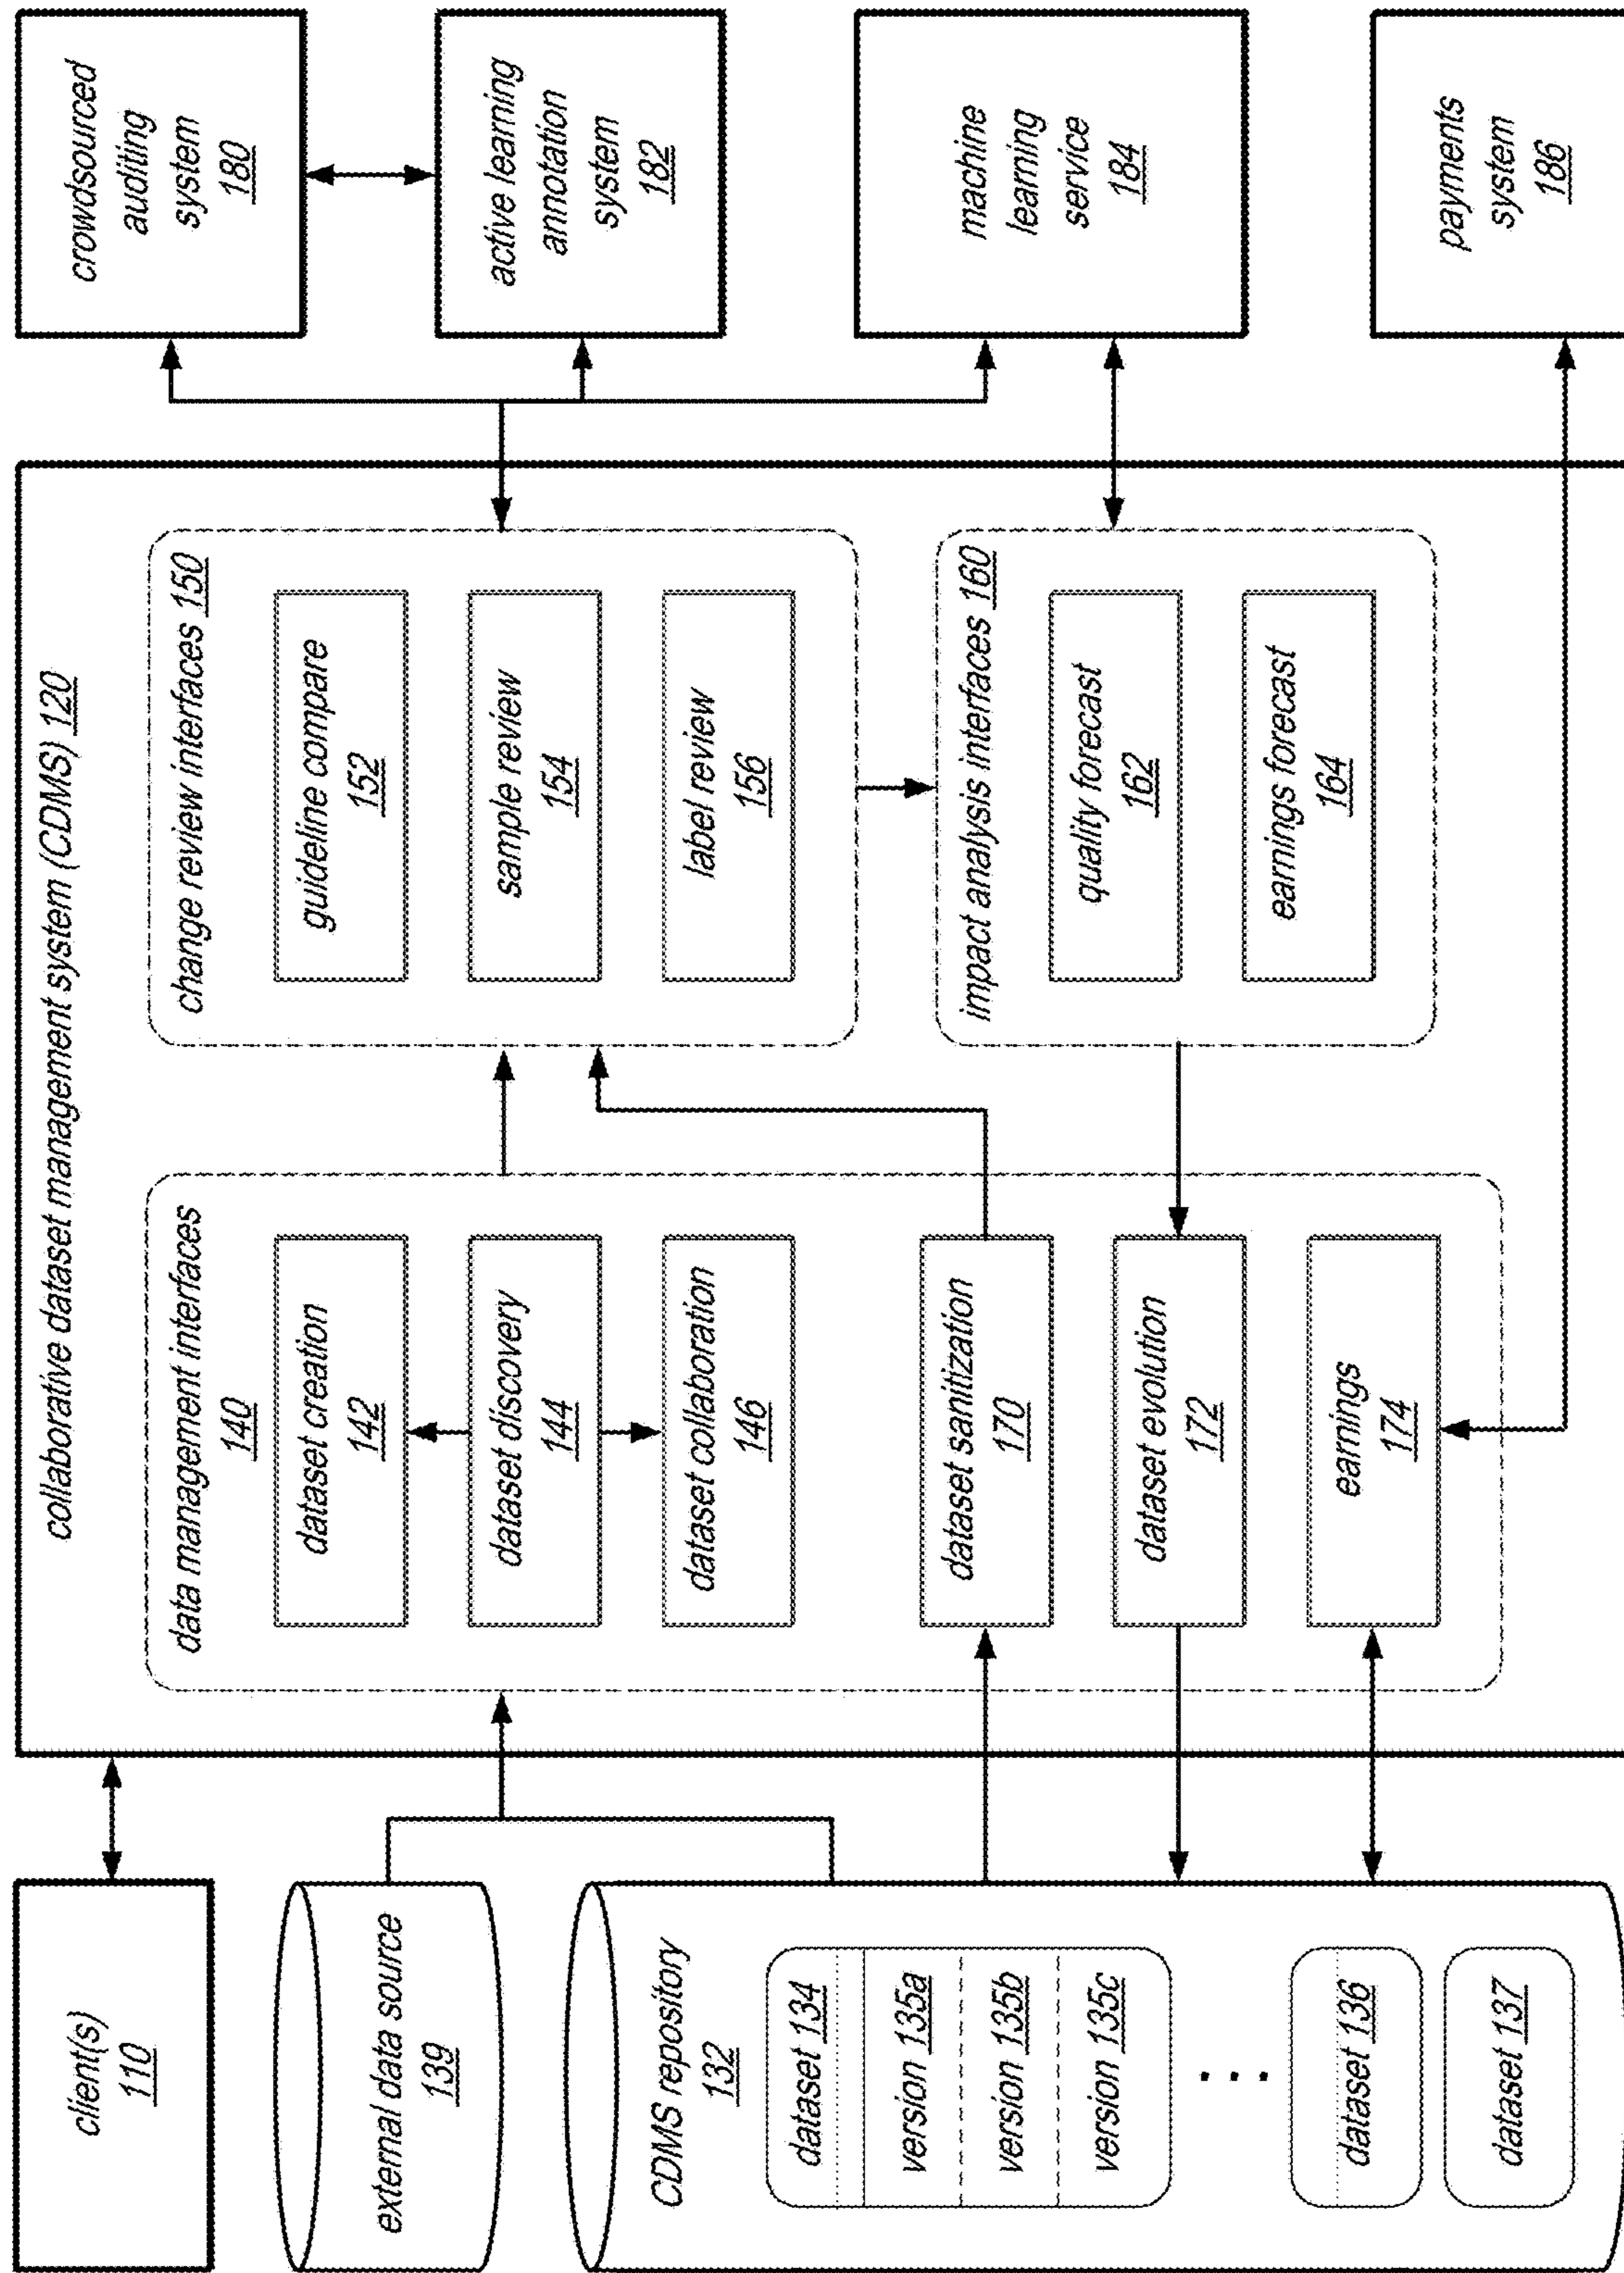 client(s)
110
external data source
139
CDMS repository
132
dataset 134
version 135a
version 135b
version 135c
. . .
dataset 136
dataset 137
collaborative dataset management system (CDMS) 120
data management interfaces
140
dataset creation
142
dataset discovery
144
dataset collaboration
146
dataset sanitization
170
dataset evolution
172
earnings
174
change review interfaces 150
guideline compare
152
sample review
154
label review
156
impact analysis interfaces 160
quality forecast
162
earnings forecast
164
crowdsourced
auditing
system
180
active learning
annotation
system
182
machine
learning
service
184
payments
system
186